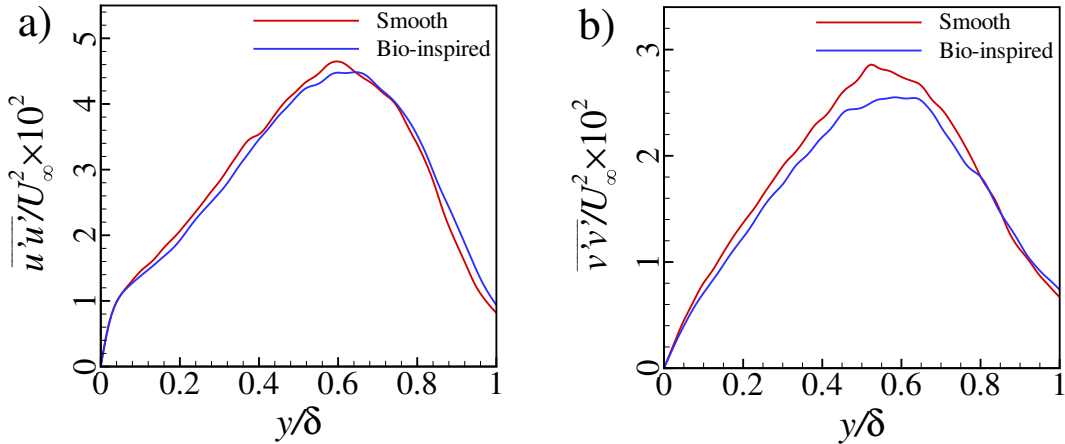 a)
Smooth
Bio-inspired
u'u'/U∞²×10²
5
4
3
2
1
0
0 0.2 0.4 0.6 0.8 1
y/δ
b)
Smooth
Bio-inspired
v'v'/U∞²×10²
3
2
1
0
0 0.2 0.4 0.6 0.8 1
y/δ